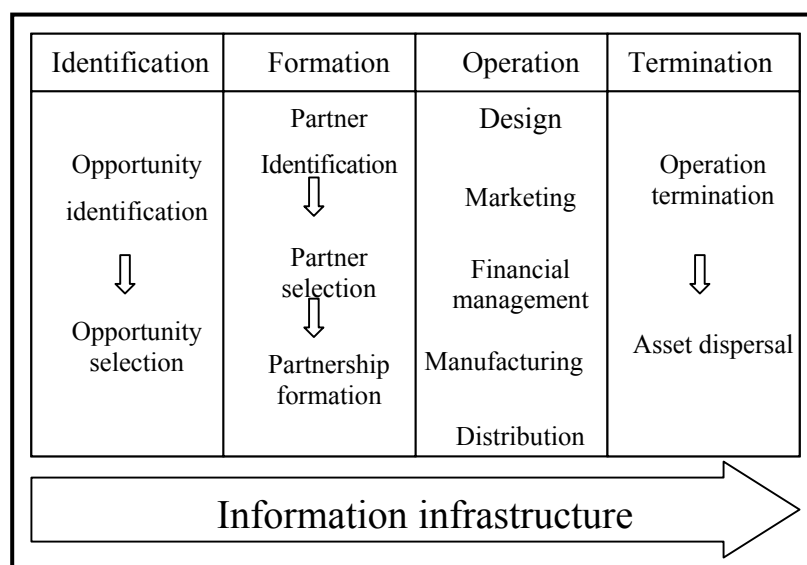 Identification
Formation
Operation
Termination
Opportunity
identification
Opportunity
selection
Partner
Identification
Partner
selection
Partnership
formation
Design
Marketing
Financial
management
Manufacturing
Distribution
Operation
termination
Asset dispersal
Information infrastructure